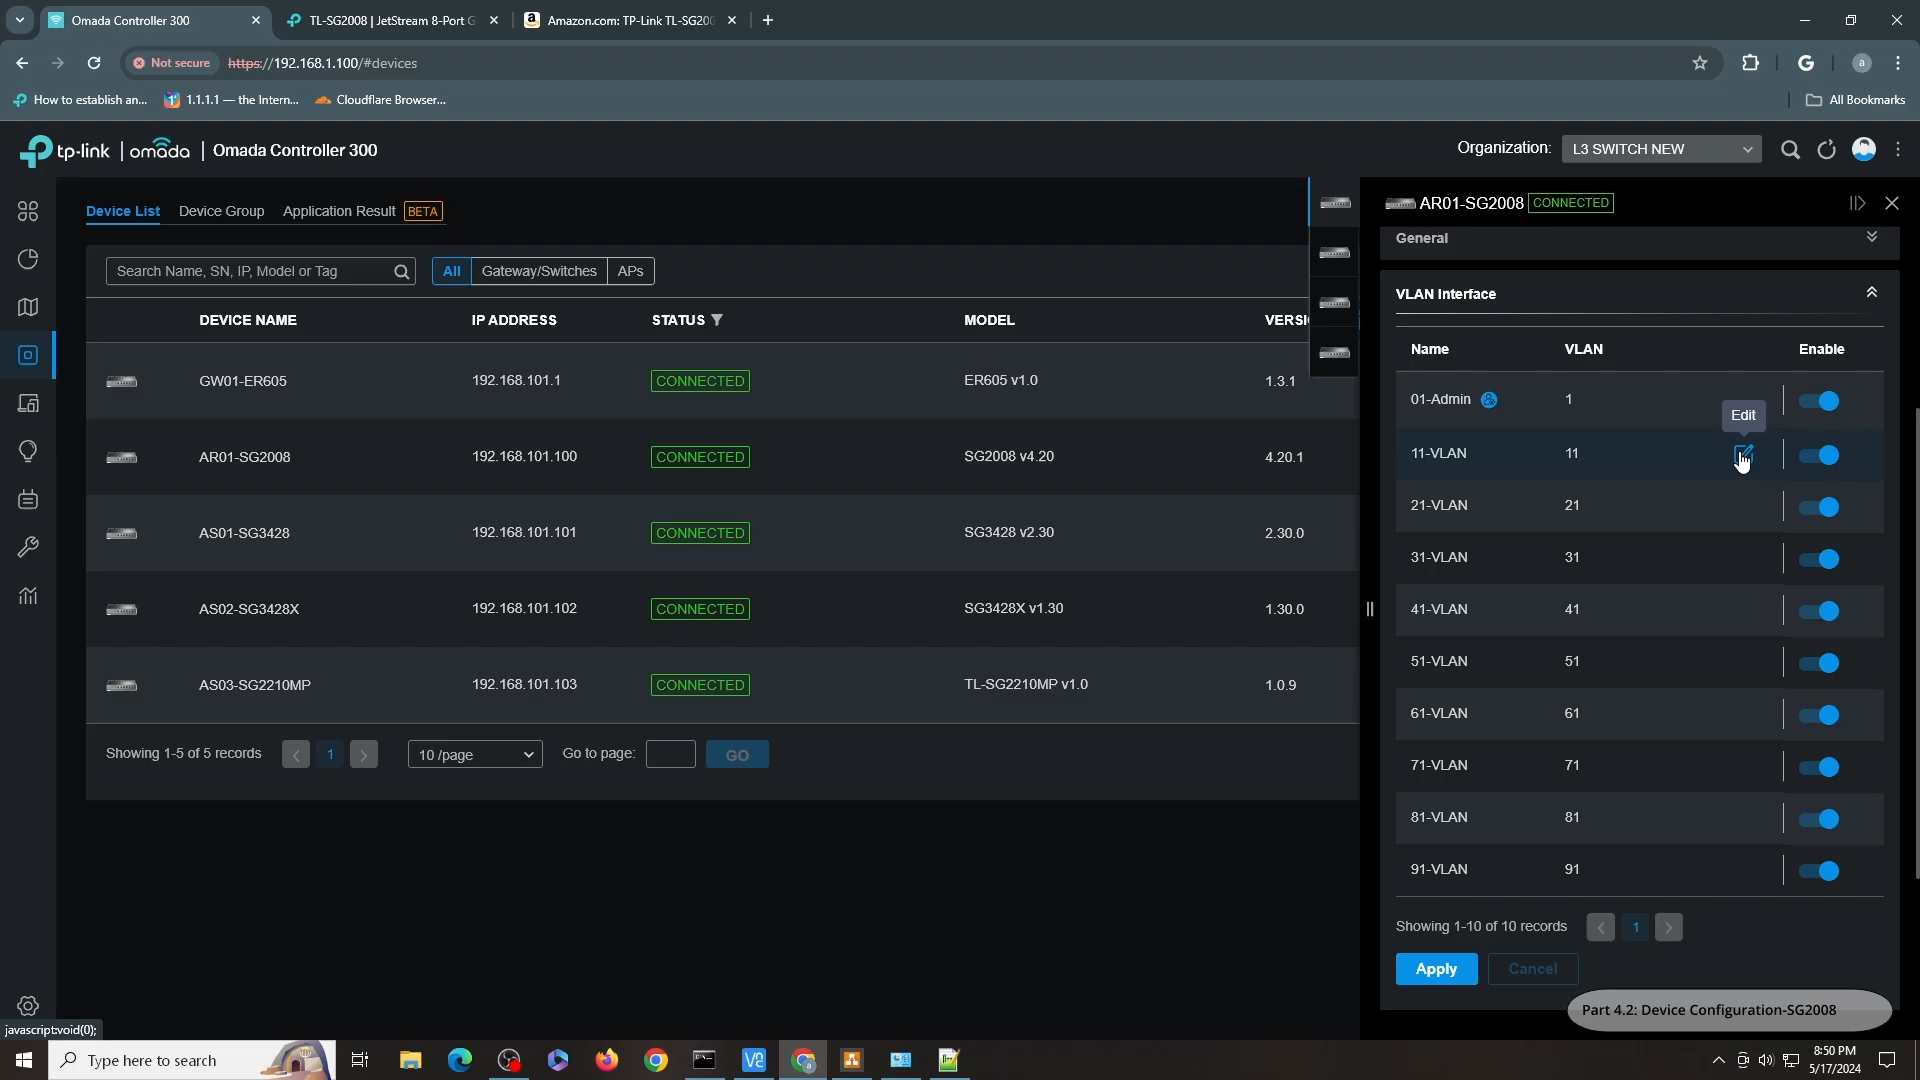 Omada Controller 300
TL-SG2008 | JetStream 8-Port G
Amazon.com: TP-Link TL-SG200
Not secure
https://192.168.1.100/#devices
How to establish an...
1.1.1.1 — the Intern...
Cloudflare Browser...
All Bookmarks
tp-link | omada | Omada Controller 300
Organization:
L3 SWITCH NEW
Device List
Device Group
Application Result BETA
Search Name, SN, IP, Model or Tag
All
Gateway/Switches
APs
DEVICE NAME IP ADDRESS STATUS MODEL VERSI
GW01-ER605 192.168.101.1 CONNECTED ER605 v1.0 1.3.1
AR01-SG2008 192.168.101.100 CONNECTED SG2008 v4.20 4.20.1
AS01-SG3428 192.168.101.101 CONNECTED SG3428 v2.30 2.30.0
AS02-SG3428X 192.168.101.102 CONNECTED SG3428X v1.30 1.30.0
AS03-SG2210MP 192.168.101.103 CONNECTED TL-SG2210MP v1.0 1.0.9
Showing 1-5 of 5 records
< 1 >
10 /page
Go to page:
GO
AR01-SG2008 CONNECTED
General
VLAN Interface
Name VLAN Enable
01-Admin 1
Edit
11-VLAN 11
21-VLAN 21
31-VLAN 31
41-VLAN 41
51-VLAN 51
61-VLAN 61
71-VLAN 71
81-VLAN 81
91-VLAN 91
Showing 1-10 of 10 records
< 1 >
Apply
Cancel
Part 4.2: Device Configuration-SG2008
javascript:void(0);
Type here to search
8:50 PM
5/17/2024